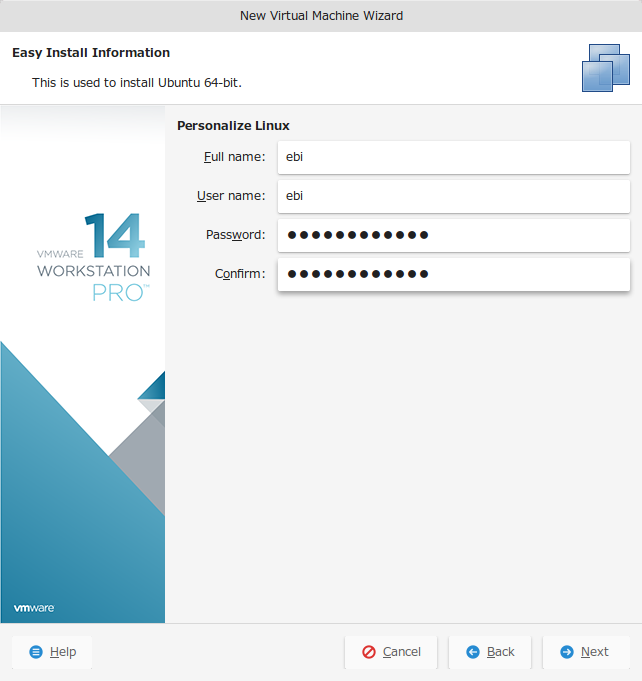 New Virtual Machine Wizard
Easy Install Information
This is used to install Ubuntu 64-bit.
Personalize Linux
Full name: ebi
User name: ebi
Password: ●●●●●●●●●●●●
Confirm: ●●●●●●●●●●●●
VMWARE 14
WORKSTATION
PRO™
vmware
Help Cancel Back Next